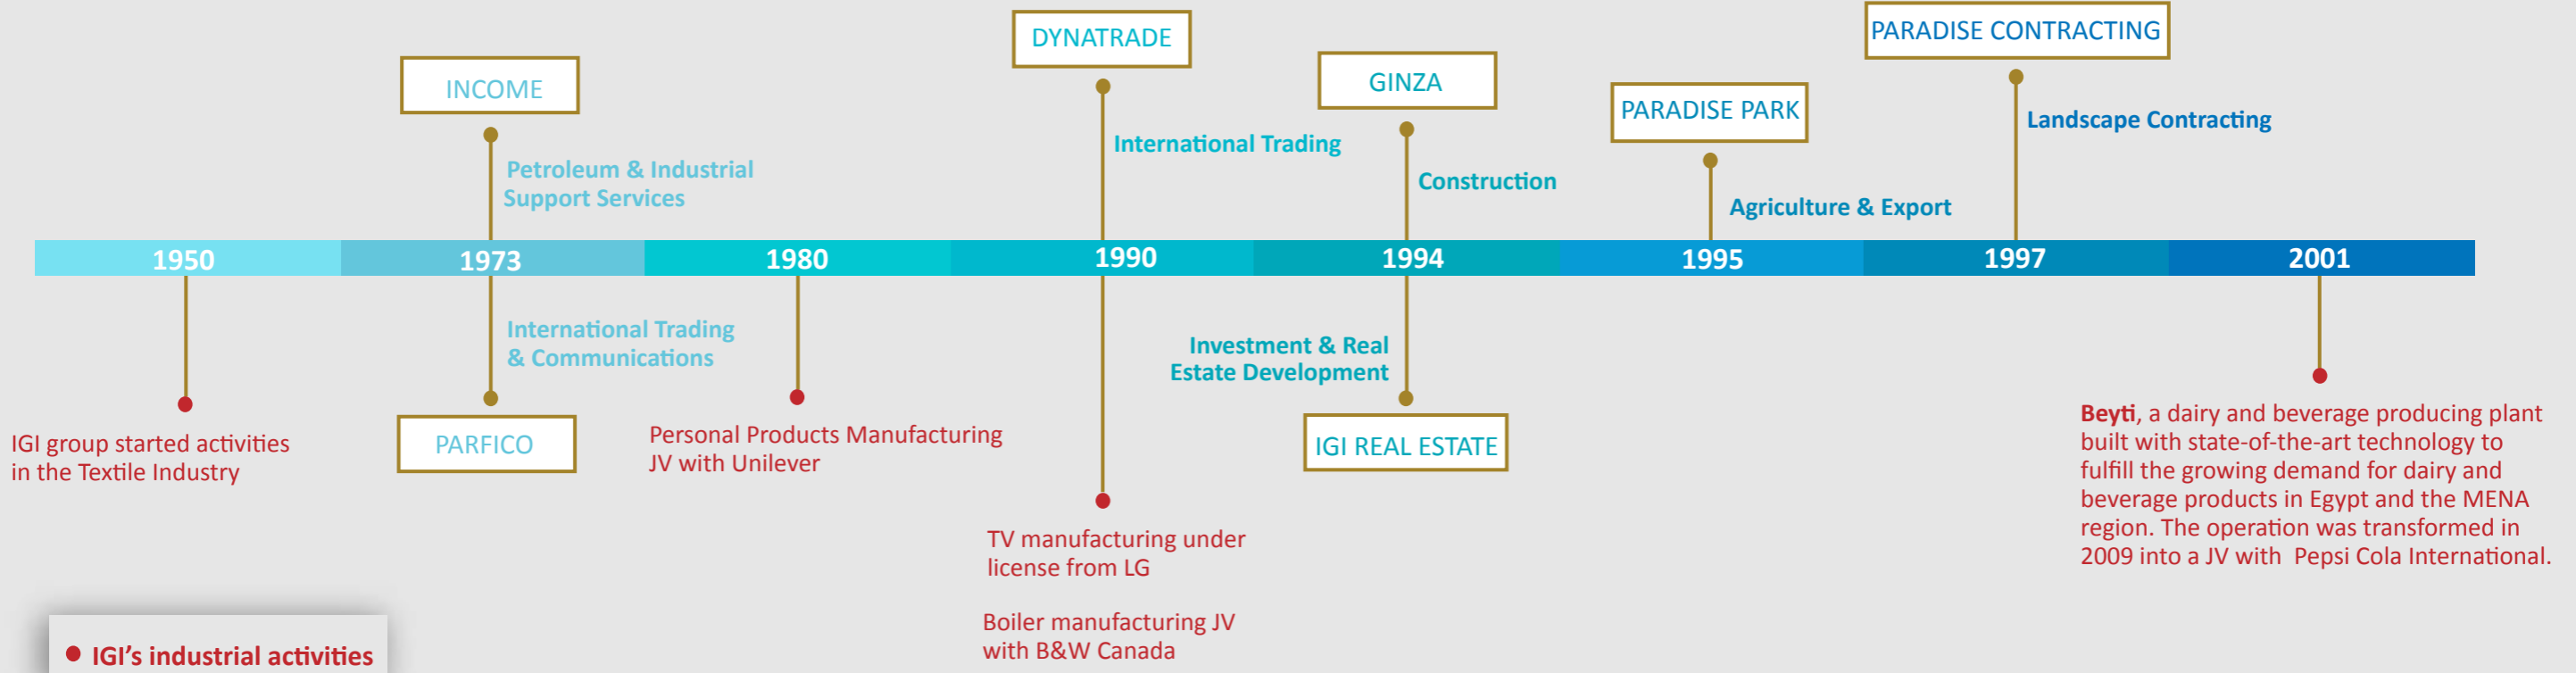 INCOME
Petroleum & Industrial
Support Services
DYNATRADE
International Trading
GINZA
Construction
PARADISE PARK
Agriculture & Export
PARADISE CONTRACTING
Landscape Contracting
1950
1973
1980
1990
1994
1995
1997
2001
IGI group started activities
in the Textile Industry
International Trading
& Communications
PARFICO
Personal Products Manufacturing
JV with Unilever
TV manufacturing under
license from LG
Boiler manufacturing JV
with B&W Canada
Investment & Real
Estate Development
IGI REAL ESTATE
Beyti, a dairy and beverage producing plant
built with state-of-the-art technology to
fulfill the growing demand for dairy and
beverage products in Egypt and the MENA
region. The operation was transformed in
2009 into a JV with Pepsi Cola International.
IGI's industrial activities